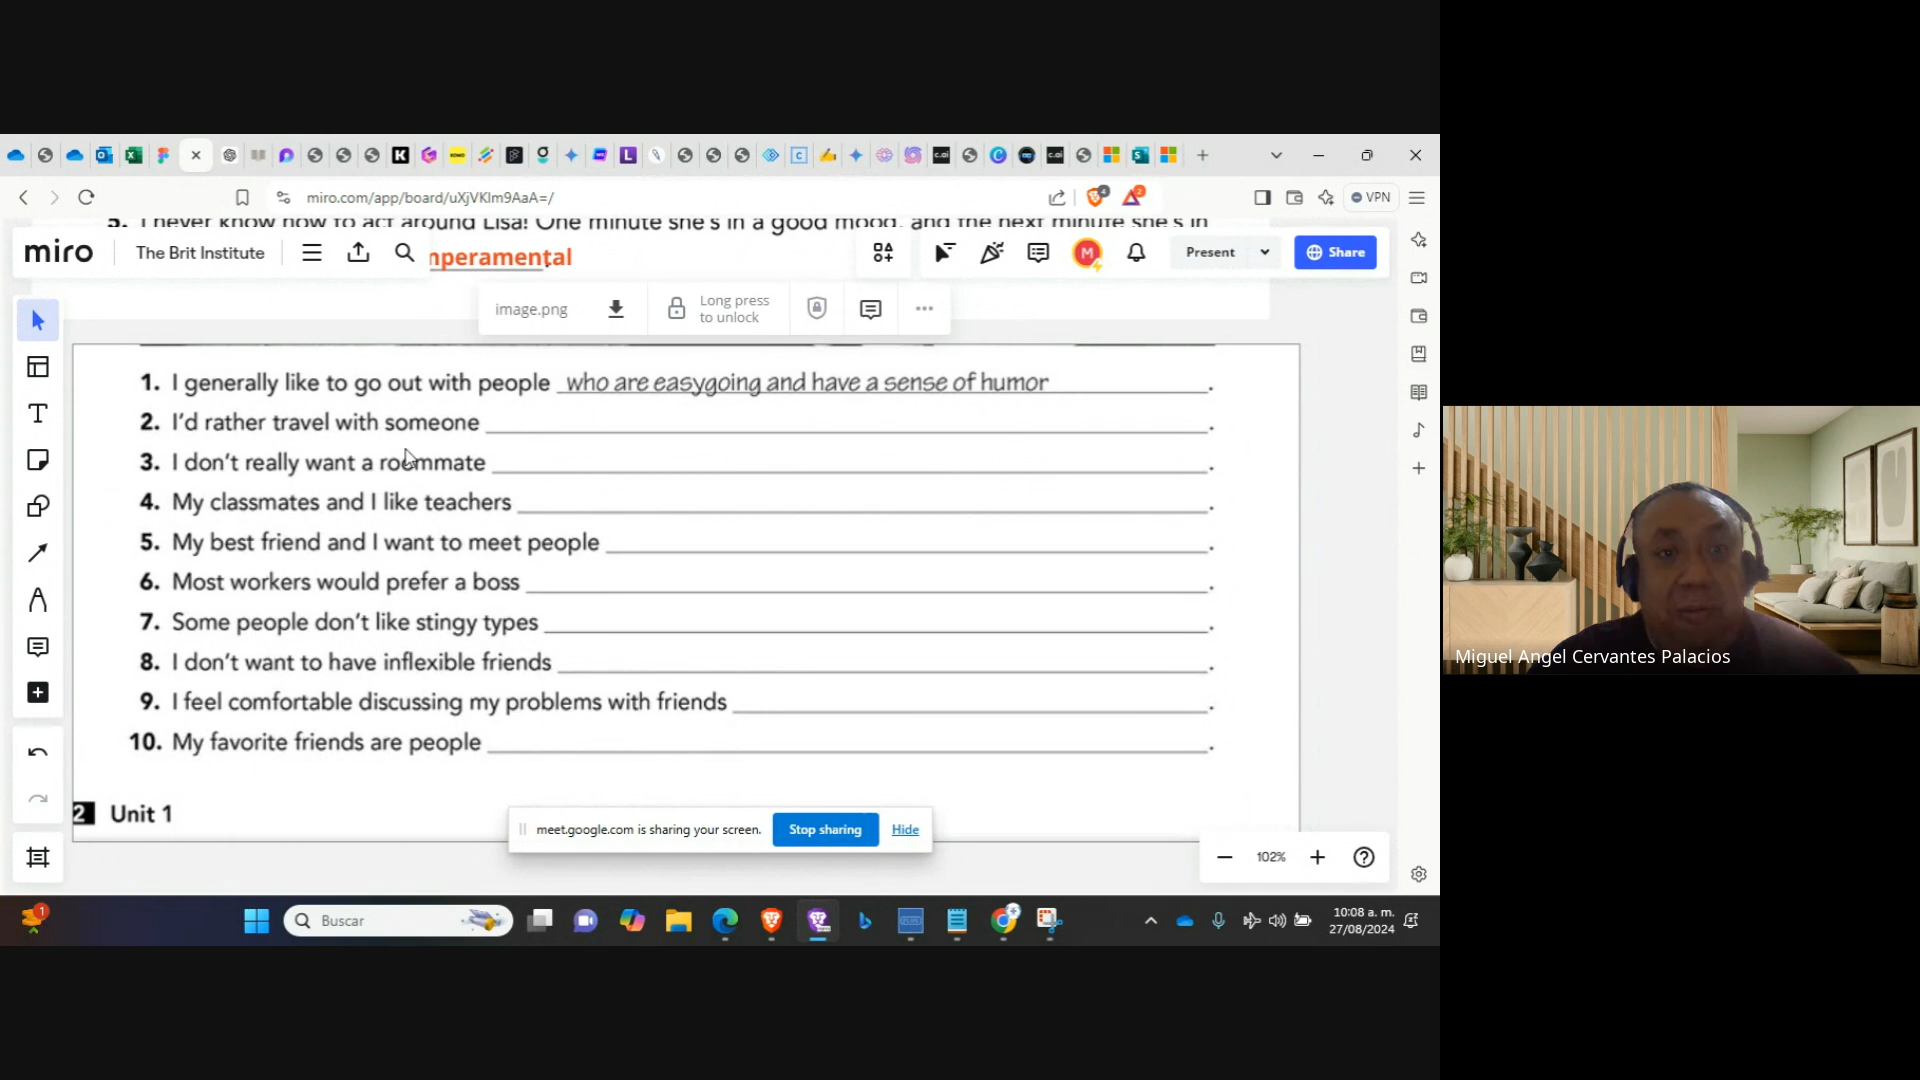 miro.com/app/board/uXjVKlm9AaA=/
VPN
5. I never know how to act around Lisa! One minute she's in a good mood, and the next minute she's in
miro
The Brit Institute
mperamental.
M
Present
Share
image.png
Long press
to unlock
1. I generally like to go out with people who are easygoing and have a sense of humor.
2. I'd rather travel with someone .
3. I don't really want a roommate .
4. My classmates and I like teachers .
5. My best friend and I want to meet people .
6. Most workers would prefer a boss .
7. Some people don't like stingy types .
8. I don't want to have inflexible friends .
9. I feel comfortable discussing my problems with friends .
10. My favorite friends are people .
2 Unit 1
meet.google.com is sharing your screen.
Stop sharing
Hide
102%
Buscar
10:08 a. m.
27/08/2024
Miguel Angel Cervantes Palacios